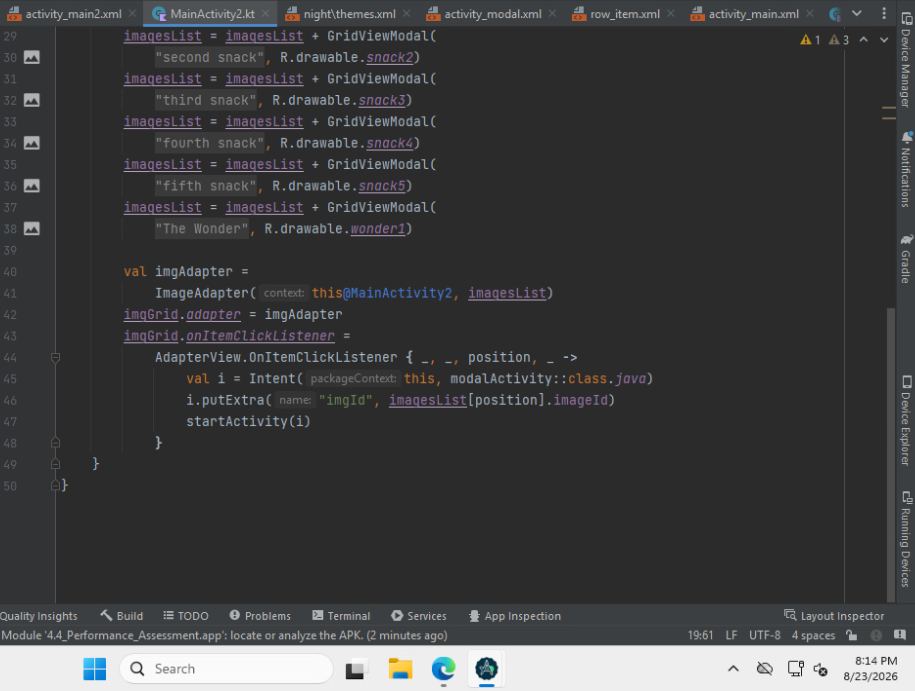 activity_main2.xml MainActivity2.kt night\themes.xml activity_modal.xml row_item.xml activity_main.xml
29 imagesList = imagesList + GridViewModal(
30 "second snack", R.drawable.snack2)
31 imagesList = imagesList + GridViewModal(
32 "third snack", R.drawable.snack3)
33 imagesList = imagesList + GridViewModal(
34 "fourth snack", R.drawable.snack4)
35 imagesList = imagesList + GridViewModal(
36 "fifth snack", R.drawable.snack5)
37 imagesList = imagesList + GridViewModal(
38 "The Wonder", R.drawable.wonder1)
39
40 val imgAdapter =
41 ImageAdapter( context: this@MainActivity2, imagesList)
42 imgGrid.adapter = imgAdapter
43 imgGrid.onItemClickListener =
44 AdapterView.OnItemClickListener { _, _, position, _ ->
45 val i = Intent( packageContext: this, modalActivity::class.java)
46 i.putExtra( name: "imgId", imagesList[position].imageId)
47 startActivity(i)
48 }
49 }
50 }
1 3
Device Manager
Notifications
Gradle
Device Explorer
Running Devices
Quality Insights Build TODO Problems Terminal Services App Inspection Layout Inspector
Module '4.4_Performance_Assessment.app': locate or analyze the APK. (2 minutes ago) 19:61 LF UTF-8 4 spaces
Search
8:14 PM
8/23/2026